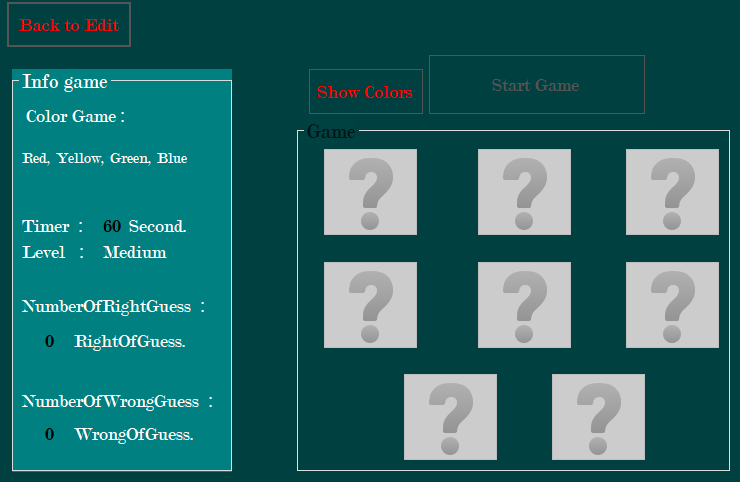 Back to Edit
Info game
Color Game :
Red, Yellow, Green, Blue
Timer : 60 Second.
Level : Medium
NumberOfRightGuess :
0 RightOfGuess.
NumberOfWrongGuess :
0 WrongOfGuess.
Show Colors
Start Game
Game
?
?
?
?
?
?
?
?